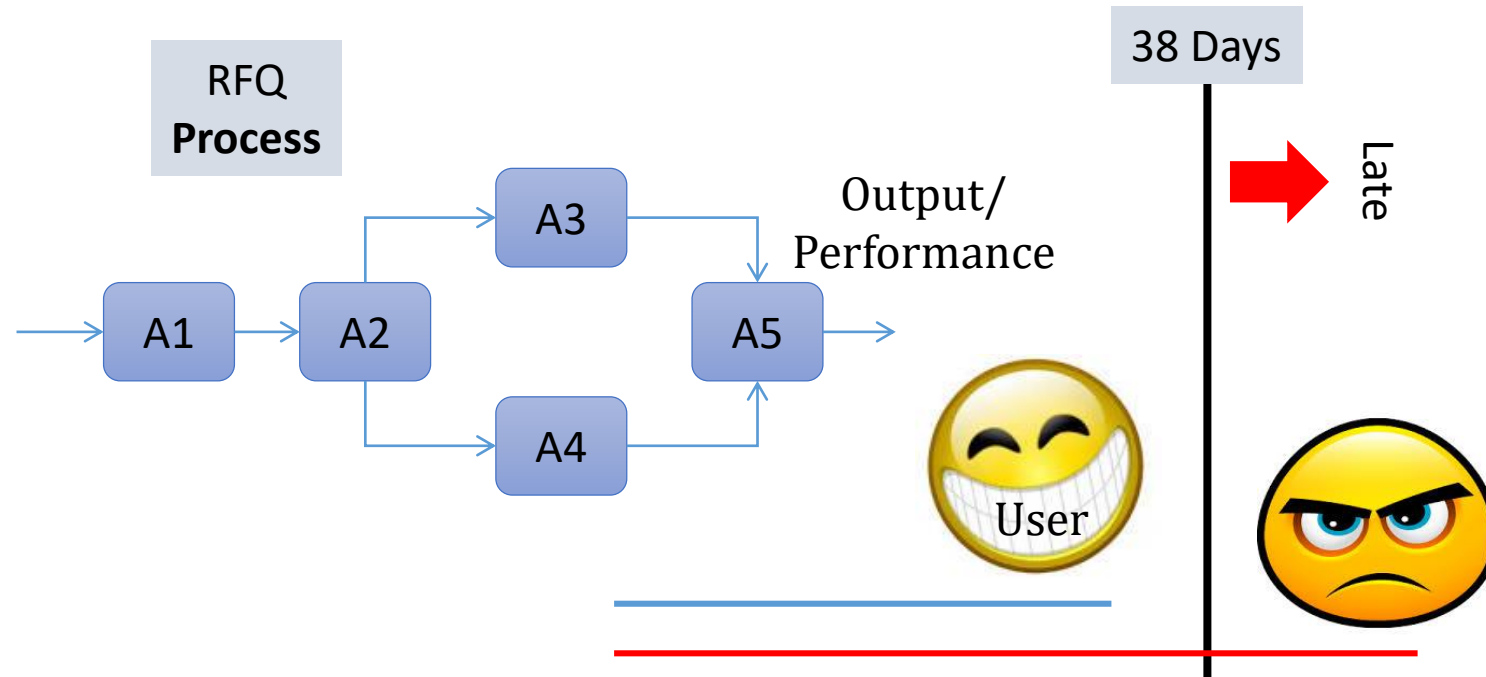 38 Days
RFQ
Process
Late
A3
Output/
Performance
A1
A2
A5
A4
User